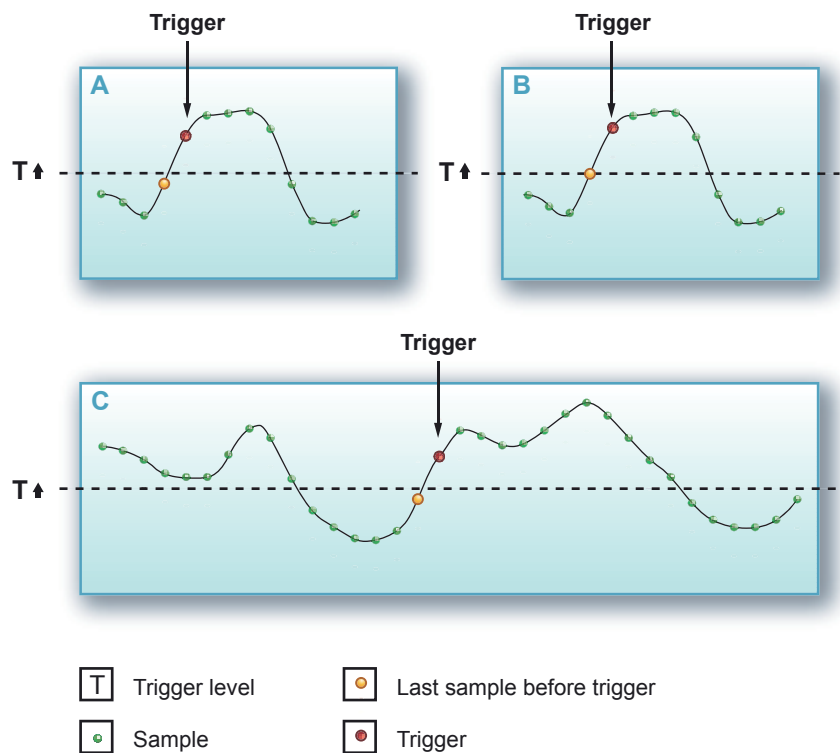 Trigger
Trigger
A
B
T
T
Trigger
C
T
T Trigger level
Last sample before trigger
Sample
Trigger